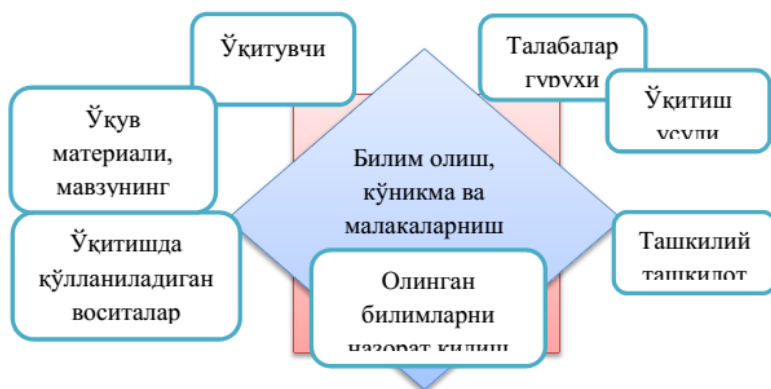 Ўқитувчи
Талабалар
гурухи
Ўқитиш
усули
Ўқув
материали,
мавзунинг
Билим олиш,
кўникма ва
малакаларниш
Ўқитишда
қўлланиладиган
воситалар
Ташкилий
ташкилот
Олинган
билимларни
назорат қилиш